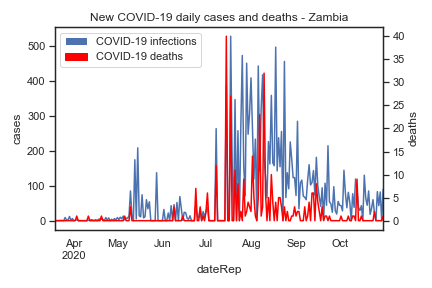 New COVID-19 daily cases and deaths - Zambia
COVID-19 infections
COVID-19 deaths
cases
500
400
300
200
100
0
deaths
40
35
30
25
20
15
10
5
0
Apr May Jun Jul Aug Sep Oct
2020
dateRep